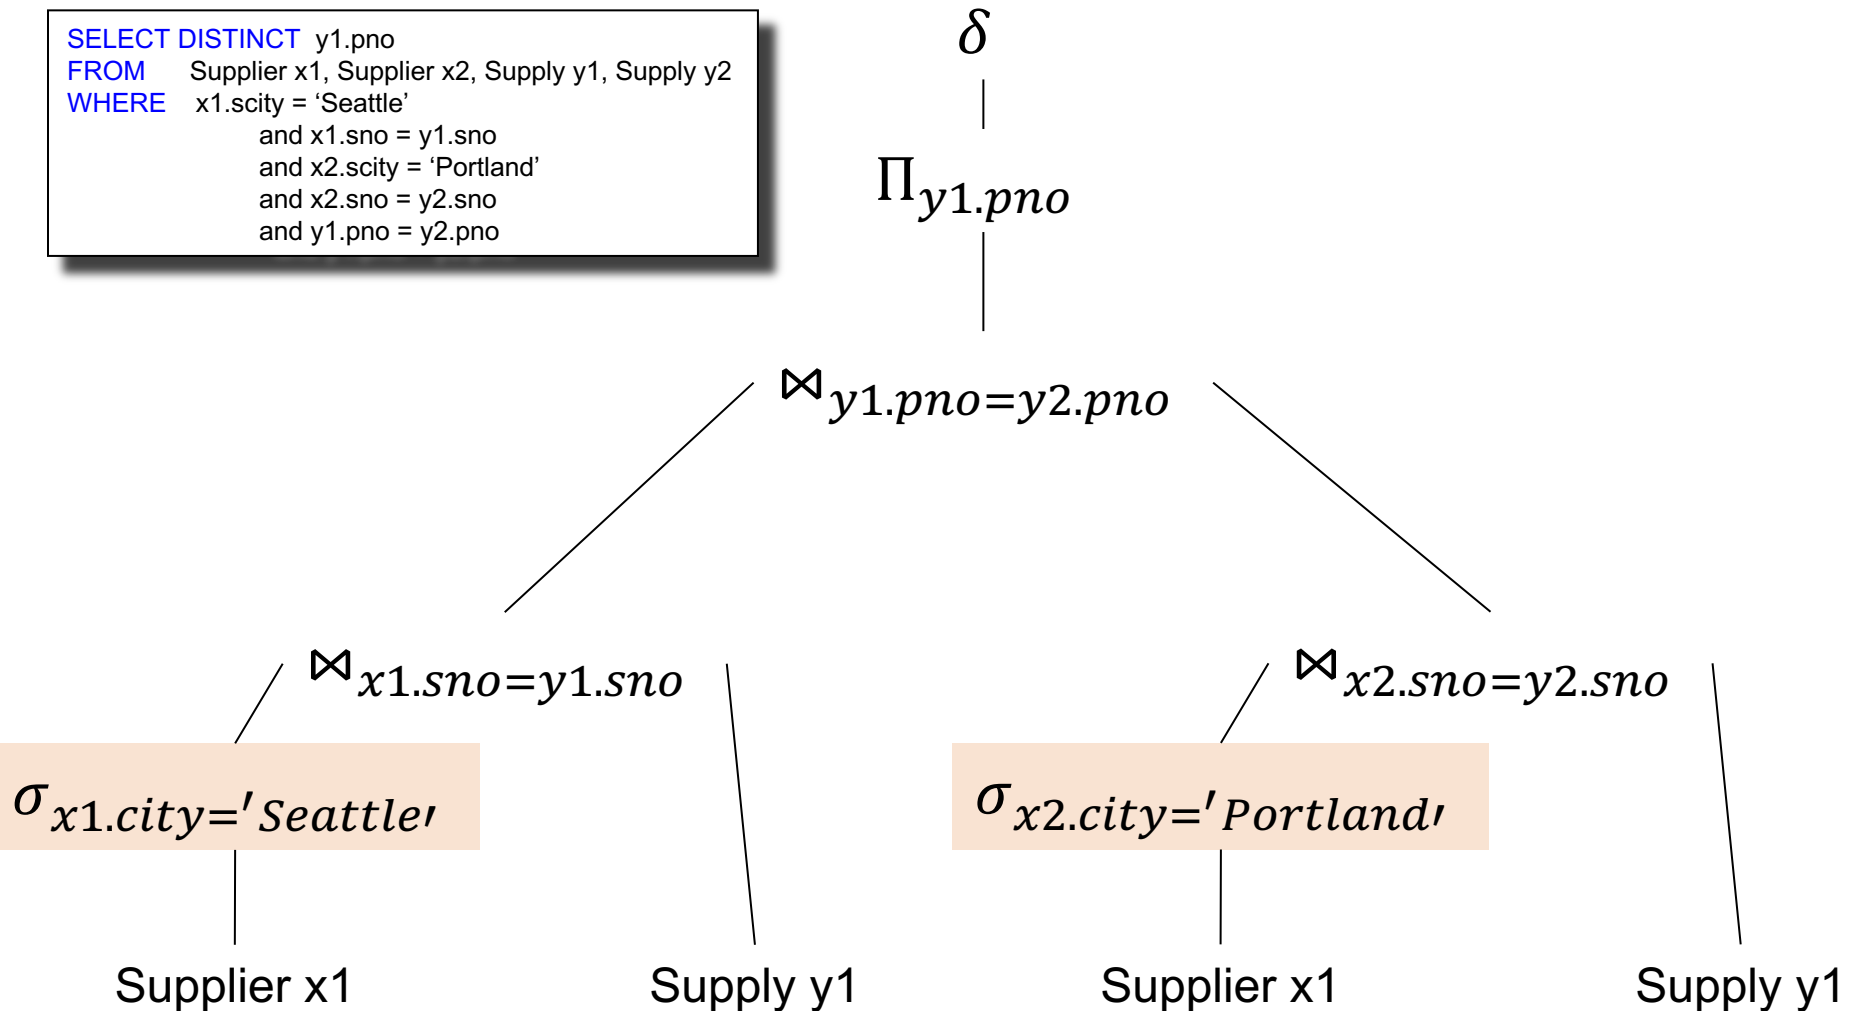 SELECT DISTINCT y1.pno
FROM Supplier x1, Supplier x2, Supply y1, Supply y2
WHERE x1.scity = ‘Seattle’
and x1.sno = y1.sno
and x2.scity = ‘Portland’
and x2.sno = y2.sno
and y1.pno = y2.pno
δ
Π y1.pno
⋈ y1.pno=y2.pno
⋈ x1.sno=y1.sno
⋈ x2.sno=y2.sno
σ x1.city='Seattle'
σ x2.city='Portland'
Supplier x1
Supply y1
Supplier x1
Supply y1